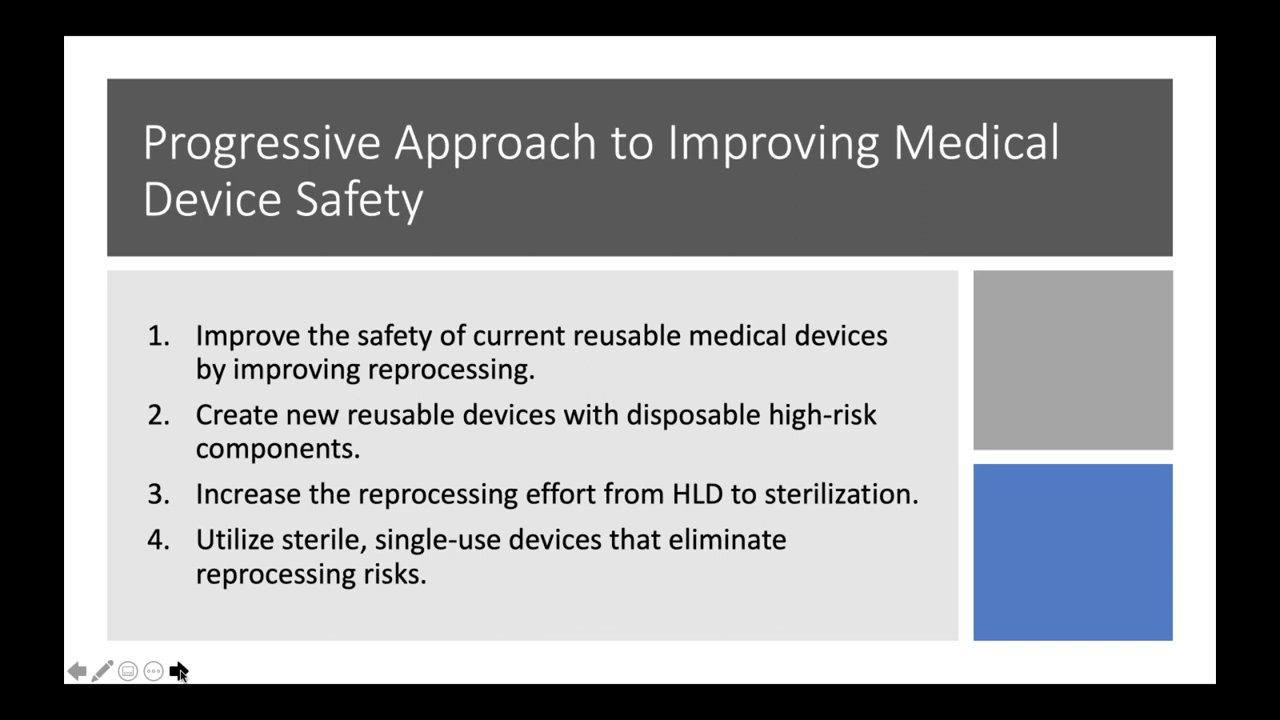 Progressive Approach to Improving Medical
Device Safety
1. Improve the safety of current reusable medical devices
by improving reprocessing.
2. Create new reusable devices with disposable high-risk
components.
3. Increase the reprocessing effort from HLD to sterilization.
4. Utilize sterile, single-use devices that eliminate
reprocessing risks.